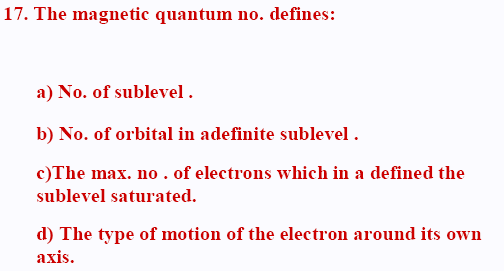 17. The magnetic quantum no. defines:
a) No. of sublevel .
b) No. of orbital in adefinite sublevel .
c)The max. no . of electrons which in a defined the
sublevel saturated.
d) The type of motion of the electron around its own
axis.